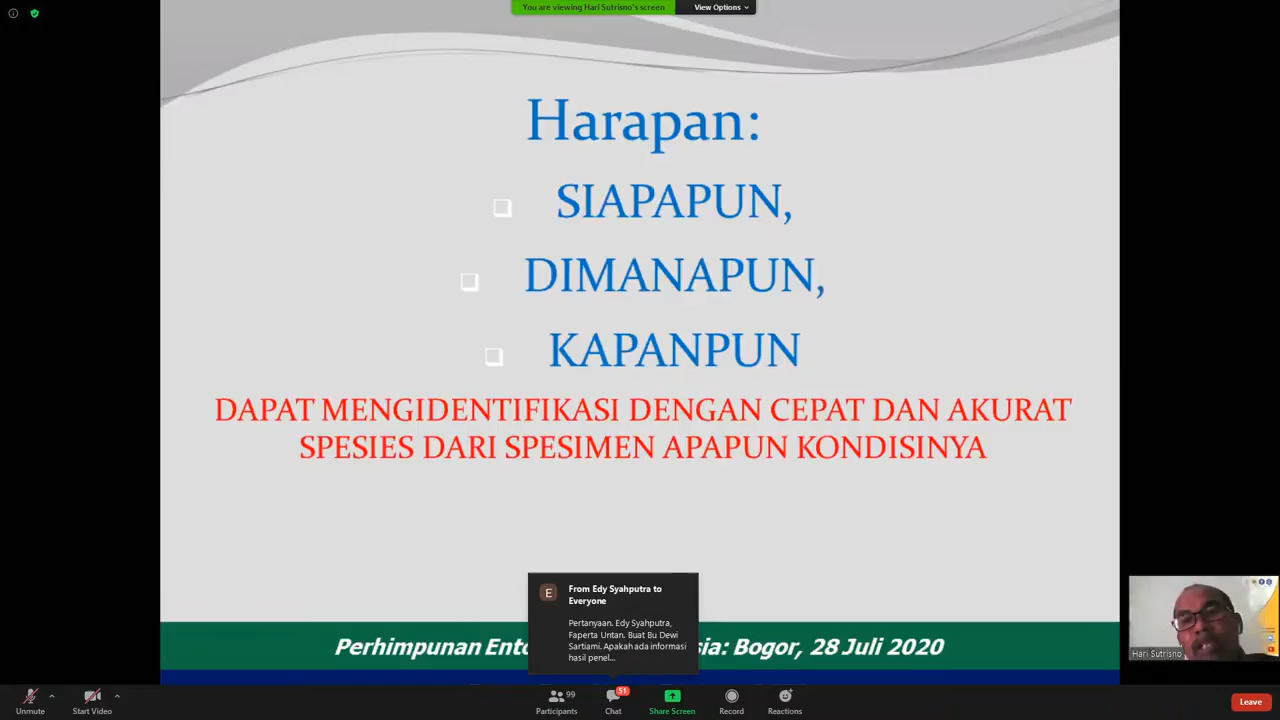 You are viewing Hari Sutrisno's screen
View Options
Harapan:
SIAPAPUN,
DIMANAPUN,
KAPANPUN
DAPAT MENGIDENTIFIKASI DENGAN CEPAT DAN AKURAT
SPESIES DARI SPESIMEN APAPUN KONDISINYA
E
From Edy Syahputra to
Everyone
Pertanyaan. Edy Syahputra,
Faperta Untan. Buat Bu Dewi
Sartiami. Apakah ada informasi
hasil penel...
Perhimpunan Ento sia: Bogor, 28 Juli 2020
Hari Sutrisno
Unmute
Start Video
99
Participants
51
Chat
Share Screen
Record
Reactions
Leave